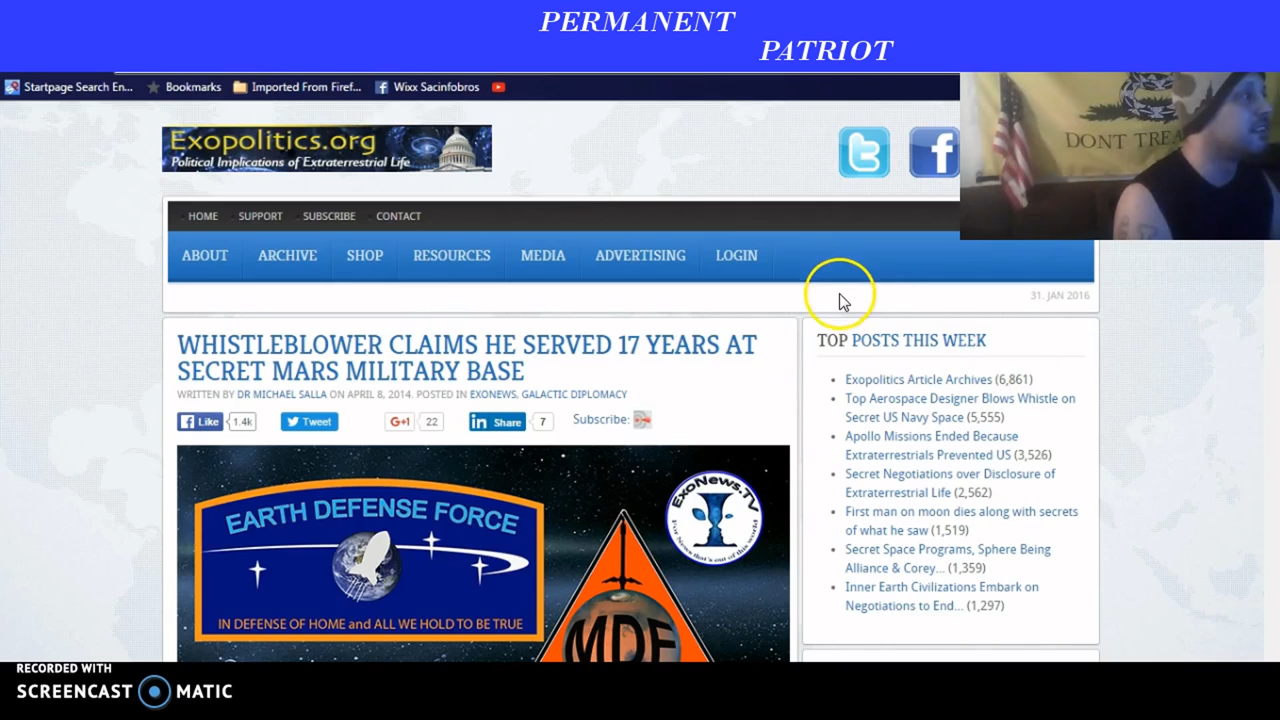 PERMANENT
PATRIOT
Startpage Search En... Bookmarks Imported From Firef... Wixx Sacinfobros
DONT TREA
Exopolitics.org
Political Implications of Extraterrestrial Life
HOME SUPPORT SUBSCRIBE CONTACT
ABOUT ARCHIVE SHOP RESOURCES MEDIA ADVERTISING LOGIN
31. JAN 2016
WHISTLEBLOWER CLAIMS HE SERVED 17 YEARS AT
SECRET MARS MILITARY BASE
WRITTEN BY DR MICHAEL SALLA ON APRIL 8, 2014. POSTED IN EXONEWS, GALACTIC DIPLOMACY
Like 1.4k Tweet G+1 22 in Share 7 Subscribe:
EARTH DEFENSE FORCE
IN DEFENSE OF HOME and ALL WE HOLD TO BE TRUE
EXONEWS.TV
For News that's out of this world
MDF
TOP POSTS THIS WEEK
Exopolitics Article Archives (6,861)
Top Aerospace Designer Blows Whistle on
Secret US Navy Space (5,555)
Apollo Missions Ended Because
Extraterrestrials Prevented US (3,526)
Secret Negotiations over Disclosure of
Extraterrestrial Life (2,562)
First man on moon dies along with secrets
of what he saw (1,519)
Secret Space Programs, Sphere Being
Alliance & Corey... (1,359)
Inner Earth Civilizations Embark on
Negotiations to End... (1,297)
RECORDED WITH
SCREENCAST MATIC